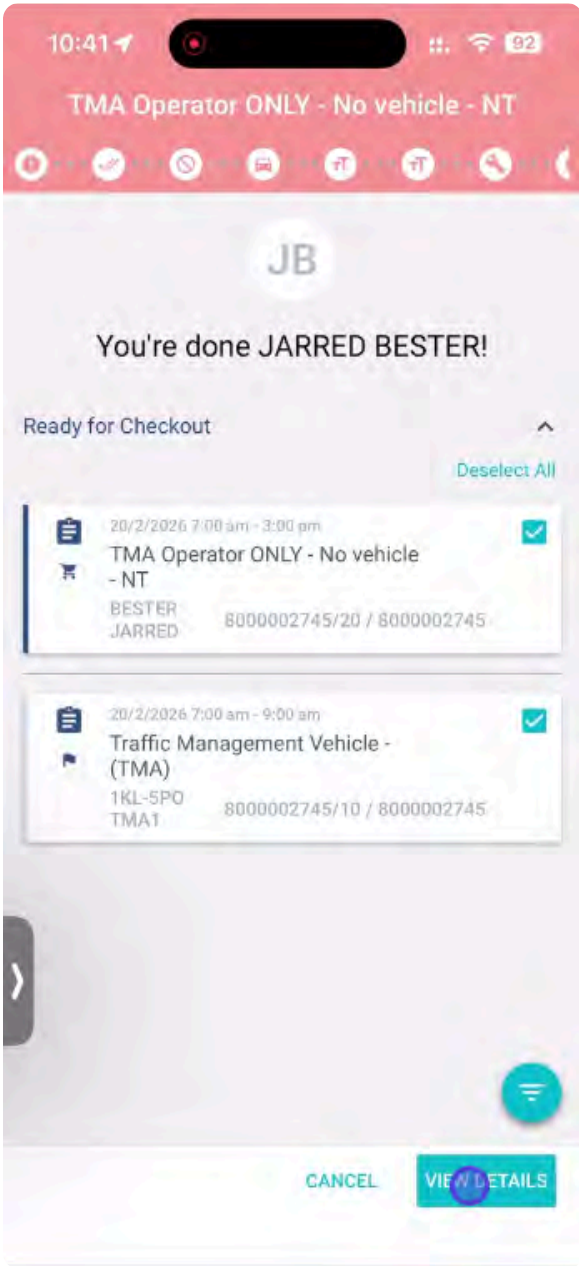 10:41
92
TMA Operator ONLY - No vehicle - NT
JB
You're done JARRED BESTER!
Ready for Checkout
Deselect All
20/2/2026 7:00 am - 3:00 pm
TMA Operator ONLY - No vehicle
- NT
BESTER
JARRED
8000002745/20 / 8000002745
20/2/2026 7:00 am - 9:00 am
Traffic Management Vehicle -
(TMA)
1KL-5PO
TMA1
8000002745/10 / 8000002745
CANCEL
VIEW DETAILS